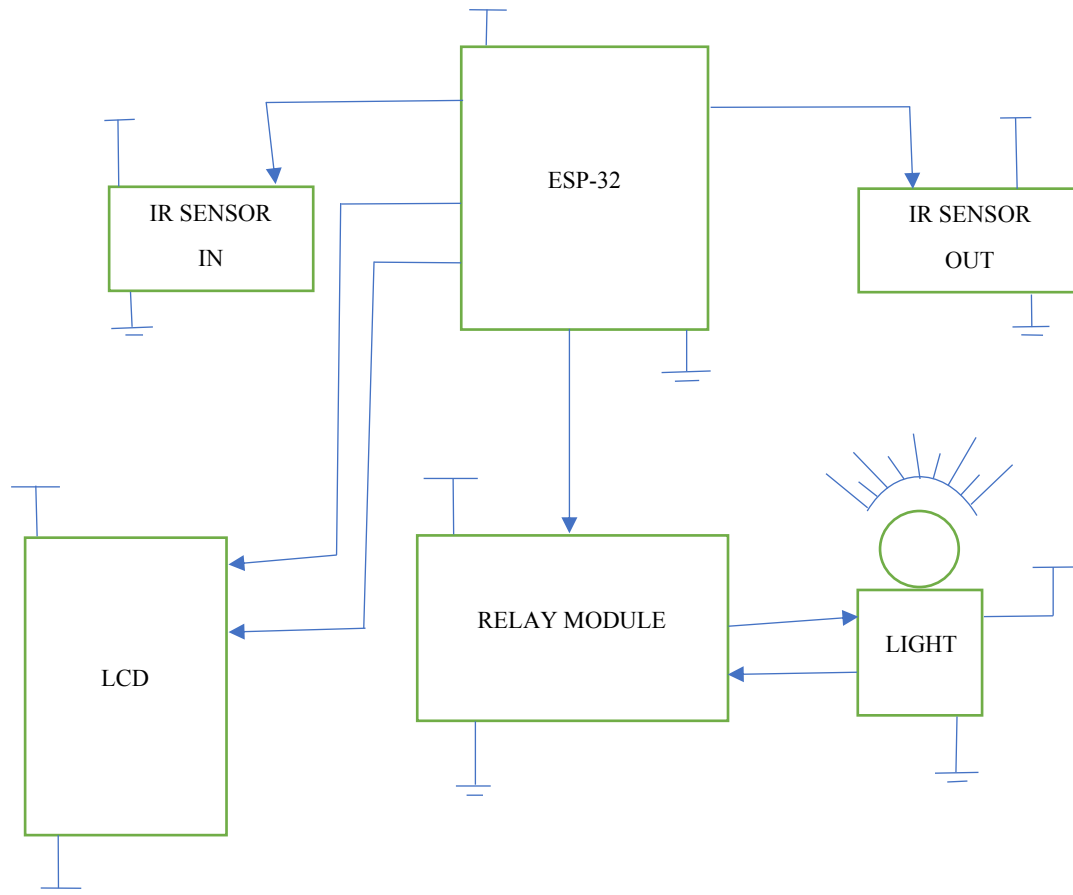 ESP-32
IR SENSOR
IN
IR SENSOR
OUT
RELAY MODULE
LIGHT
LCD